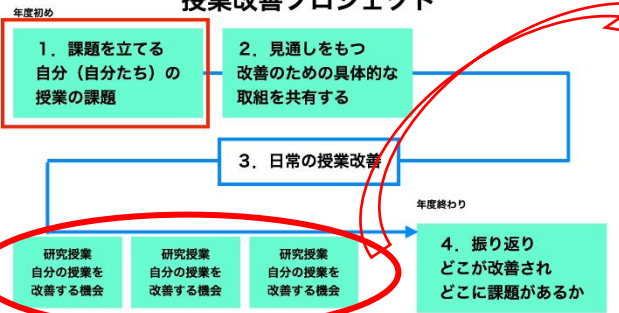 授業改善プロジェクト
年度初め
1．課題を立てる
自分（自分たち）の
授業の課題
2．見通しをもつ
改善のための具体的な
取組を共有する
3．日常の授業改善
年度終わり
研究授業
自分の授業を
改善する機会
研究授業
自分の授業を
改善する機会
研究授業
自分の授業を
改善する機会
4．振り返り
どこが改善され
どこに課題があるか